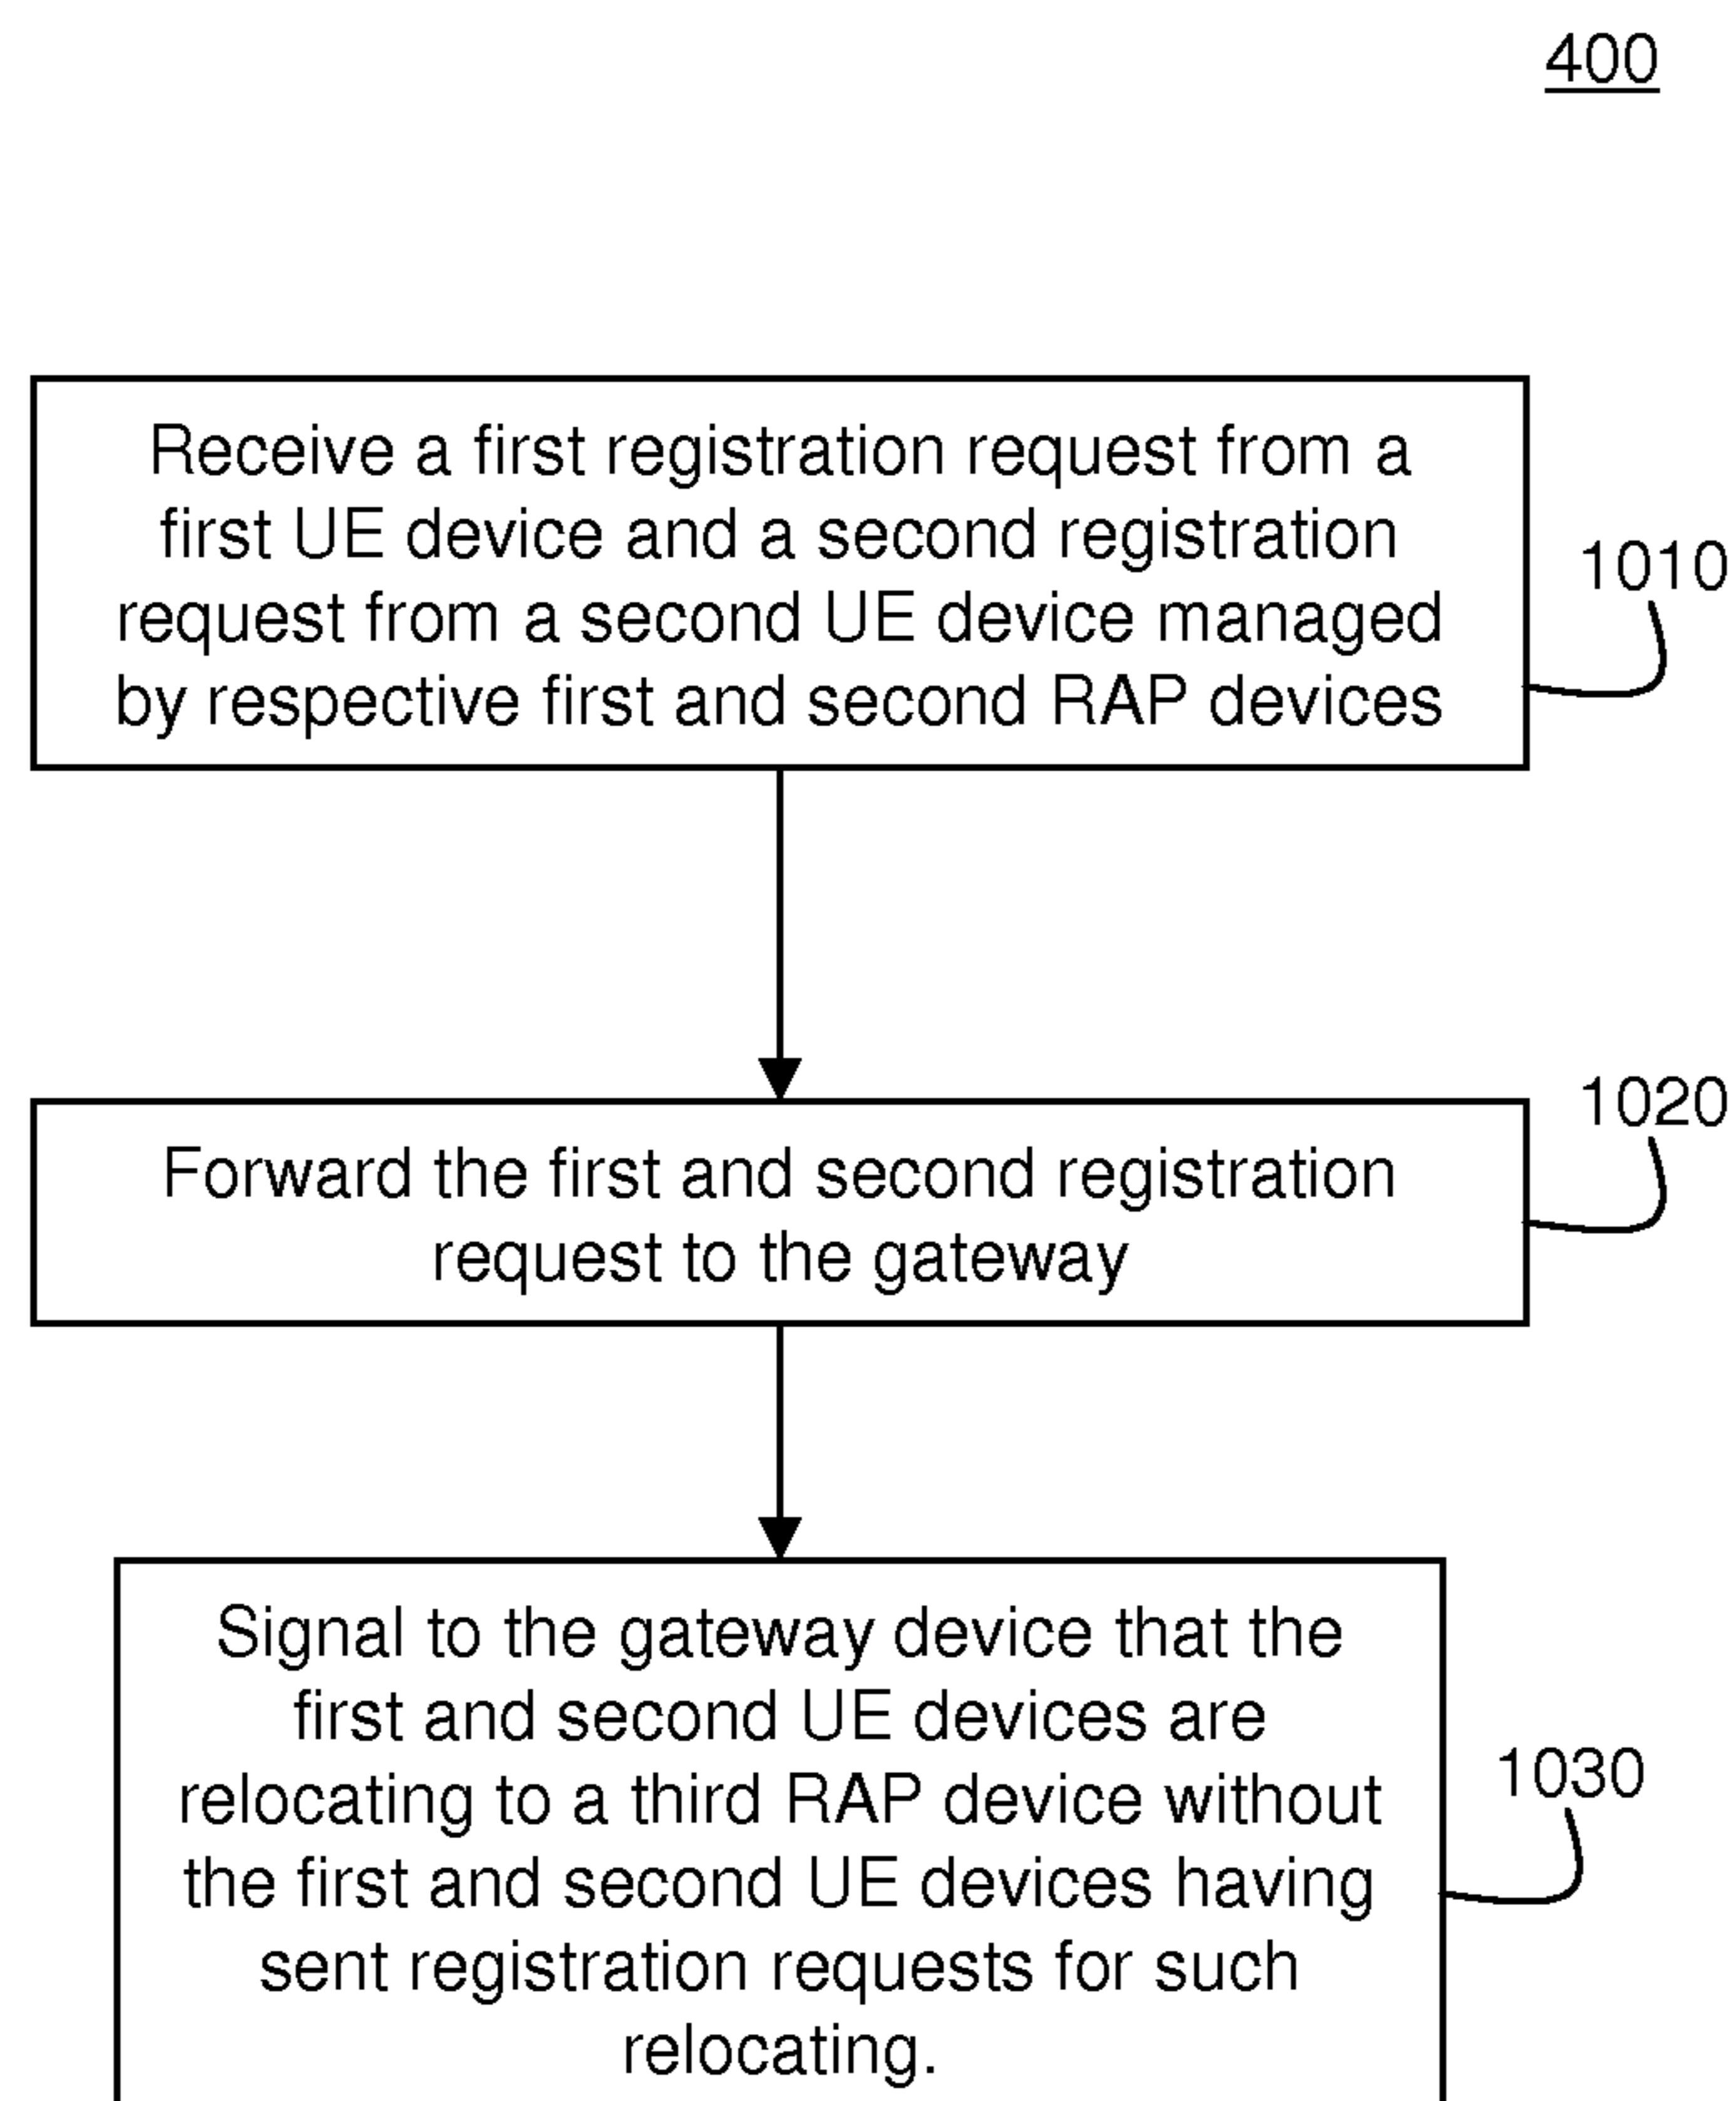 400
Receive a first registration request from a
first UE device and a second registration
request from a second UE device managed
by respective first and second RAP devices
1010
Forward the first and second registration
request to the gateway
1020
Signal to the gateway device that the
first and second UE devices are
relocating to a third RAP device without
the first and second UE devices having
sent registration requests for such
relocating.
1030